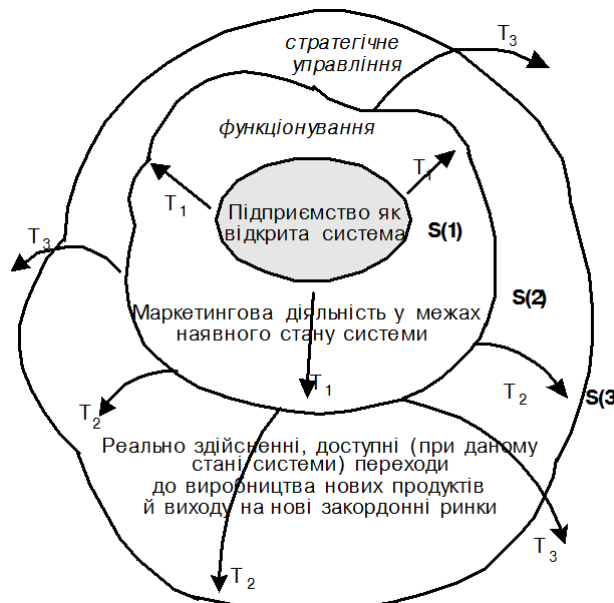 стратегічне
управління
T3
функціонування
T1
T1
Підприємство як
відкрита система
S(1)
T3
S(2)
Маркетингова діяльність у межах
наявного стану системи
T1
T2
S(3
T2
Реально здійсненні, доступні (при даному
стані системи) переходи
до виробництва нових продуктів
й виходу на нові закордонні ринки
T3
T2